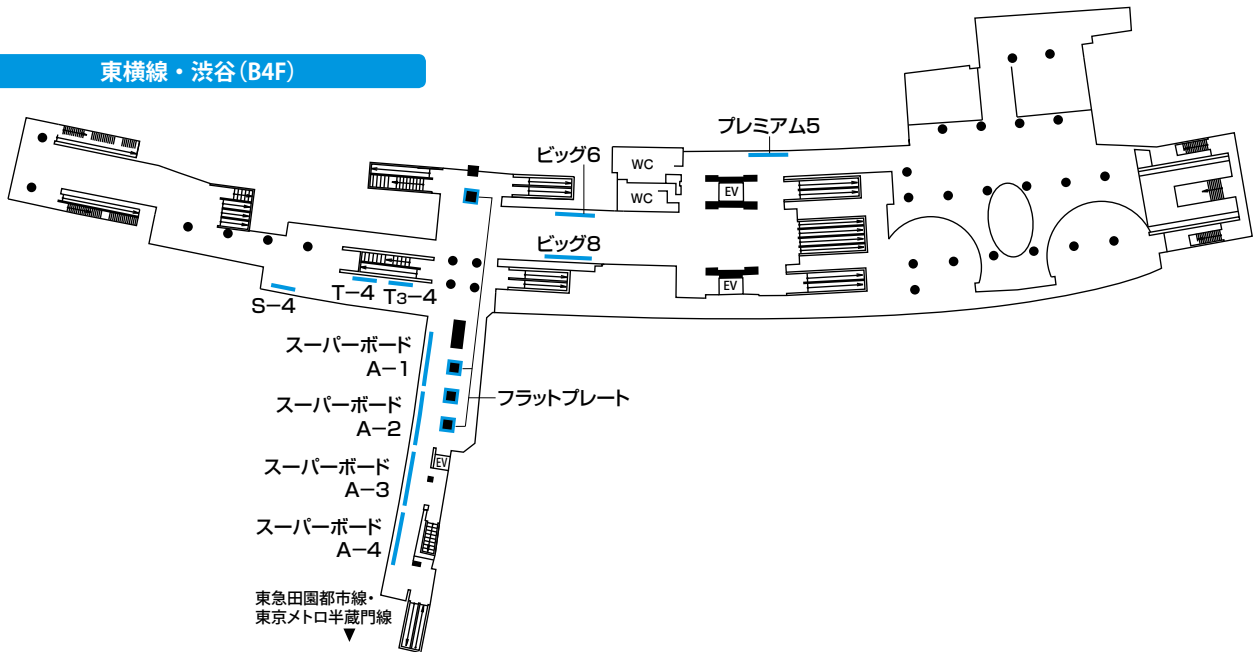 東横線・渋谷(B4F)
プレミアム5
ビッグ6
WC
WC
EV
ビッグ8
EV
T−4
T3−4
S−4
スーパーボード
A−1
スーパーボード
A−2
フラットプレート
スーパーボード
A−3
EV
スーパーボード
A−4
東急田園都市線・
東京メトロ半蔵門線